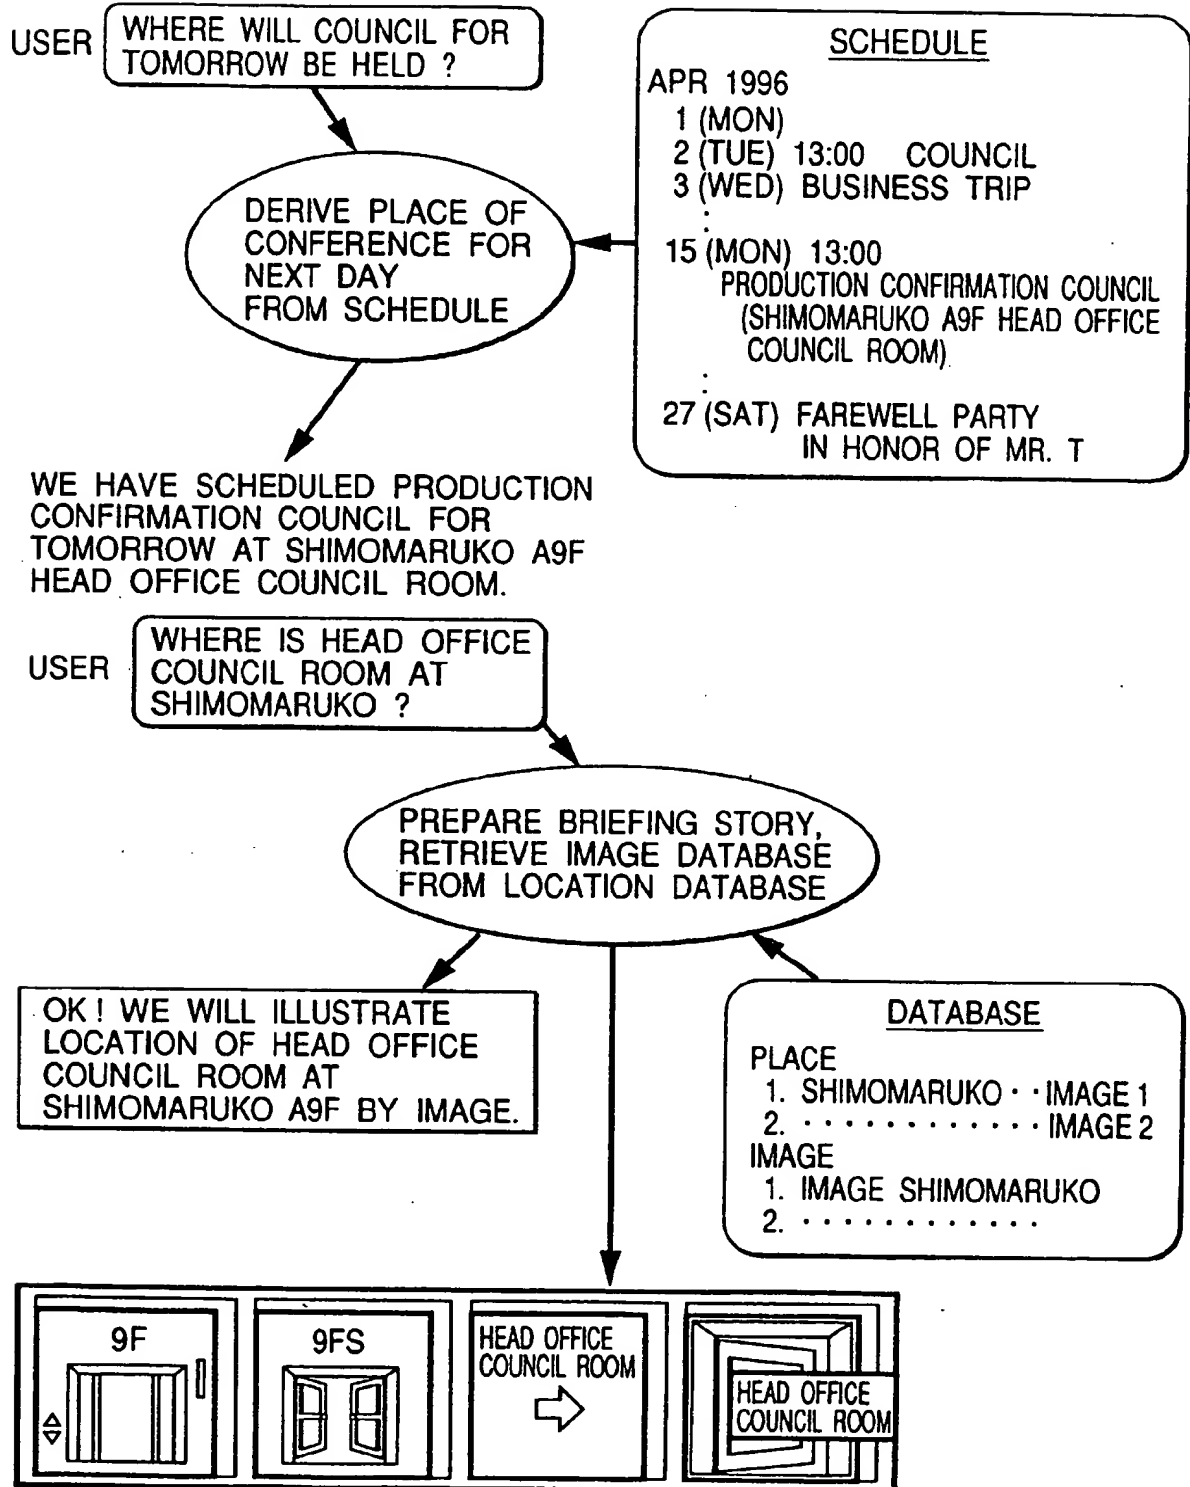 USER
WHERE WILL COUNCIL FOR
TOMORROW BE HELD ?
SCHEDULE
APR 1996
1 (MON)
2 (TUE) 13:00 COUNCIL
3 (WED) BUSINESS TRIP
:
15 (MON) 13:00
PRODUCTION CONFIRMATION COUNCIL
(SHIMOMARUKO A9F HEAD OFFICE
COUNCIL ROOM)
:
27 (SAT) FAREWELL PARTY
IN HONOR OF MR. T
DERIVE PLACE OF
CONFERENCE FOR
NEXT DAY
FROM SCHEDULE
WE HAVE SCHEDULED PRODUCTION
CONFIRMATION COUNCIL FOR
TOMORROW AT SHIMOMARUKO A9F
HEAD OFFICE COUNCIL ROOM.
USER
WHERE IS HEAD OFFICE
COUNCIL ROOM AT
SHIMOMARUKO ?
PREPARE BRIEFING STORY,
RETRIEVE IMAGE DATABASE
FROM LOCATION DATABASE
OK! WE WILL ILLUSTRATE
LOCATION OF HEAD OFFICE
COUNCIL ROOM AT
SHIMOMARUKO A9F BY IMAGE.
DATABASE
PLACE
1. SHIMOMARUKO · · IMAGE 1
2. · · · · · · · · · · · · IMAGE 2
IMAGE
1. IMAGE SHIMOMARUKO
2. · · · · · · · · · · · ·
9F
9FS
HEAD OFFICE
COUNCIL ROOM
HEAD OFFICE
COUNCIL ROOM